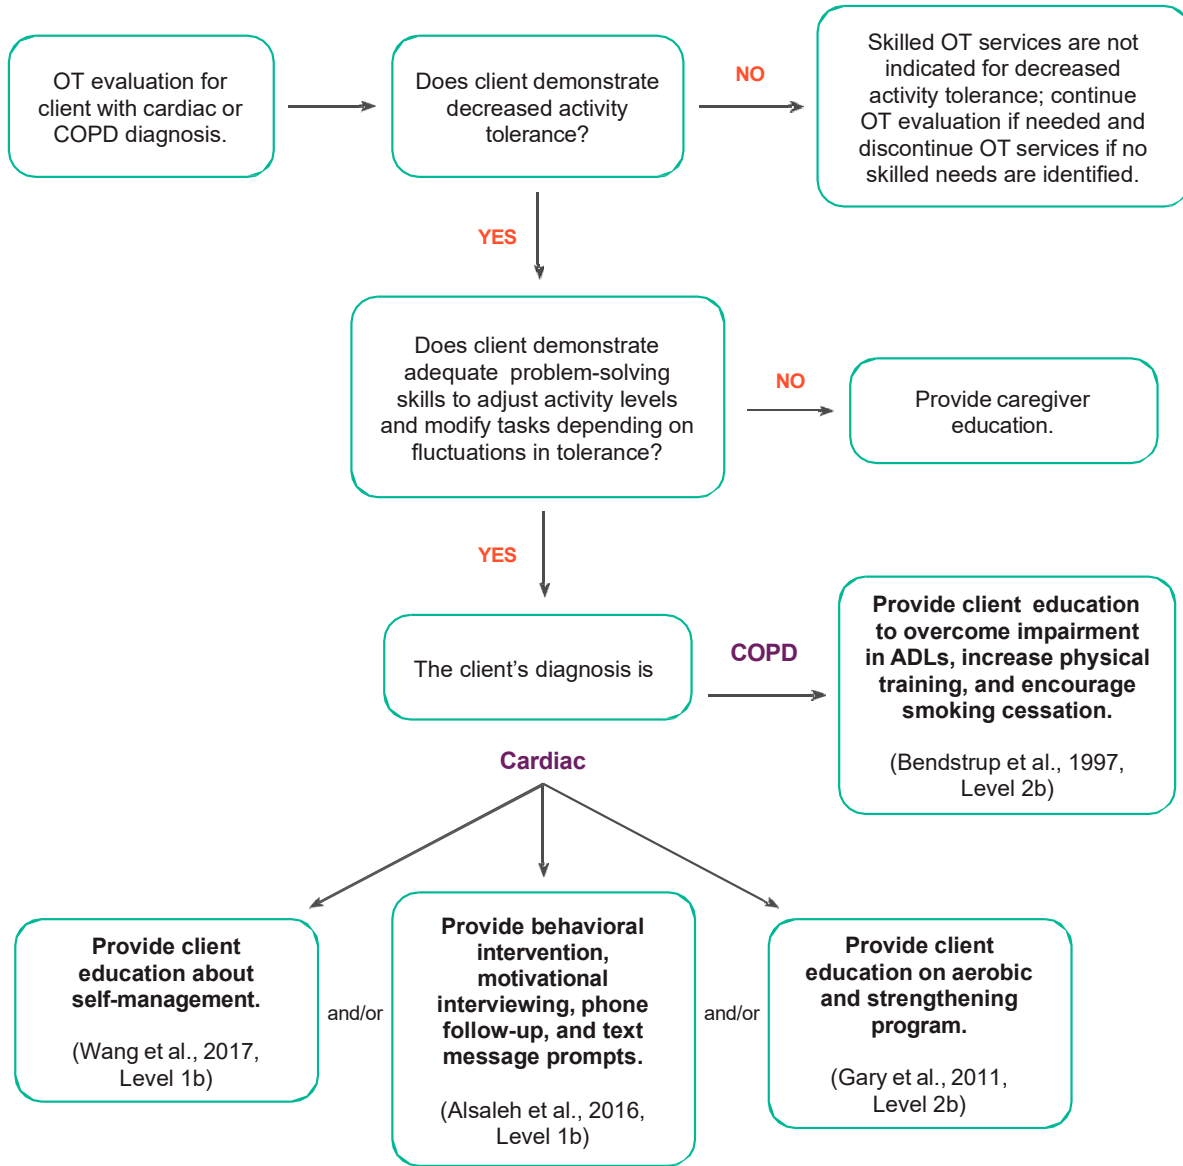 OT evaluation for
client with cardiac or
COPD diagnosis.
Does client demonstrate
decreased activity
tolerance?
NO
Skilled OT services are not
indicated for decreased
activity tolerance; continue
OT evaluation if needed and
discontinue OT services if no
skilled needs are identified.
YES
Does client demonstrate
adequate problem-solving
skills to adjust activity levels
and modify tasks depending on
fluctuations in tolerance?
NO
Provide caregiver
education.
YES
The client’s diagnosis is
COPD
Provide client education
to overcome impairment
in ADLs, increase physical
training, and encourage
smoking cessation.
(Bendstrup et al., 1997,
Level 2b)
Cardiac
Provide client
education about
self-management.
(Wang et al., 2017,
Level 1b)
and/or
Provide behavioral
intervention,
motivational
interviewing, phone
follow-up, and text
message prompts.
(Alsaleh et al., 2016,
Level 1b)
and/or
Provide client
education on aerobic
and strengthening
program.
(Gary et al., 2011,
Level 2b)